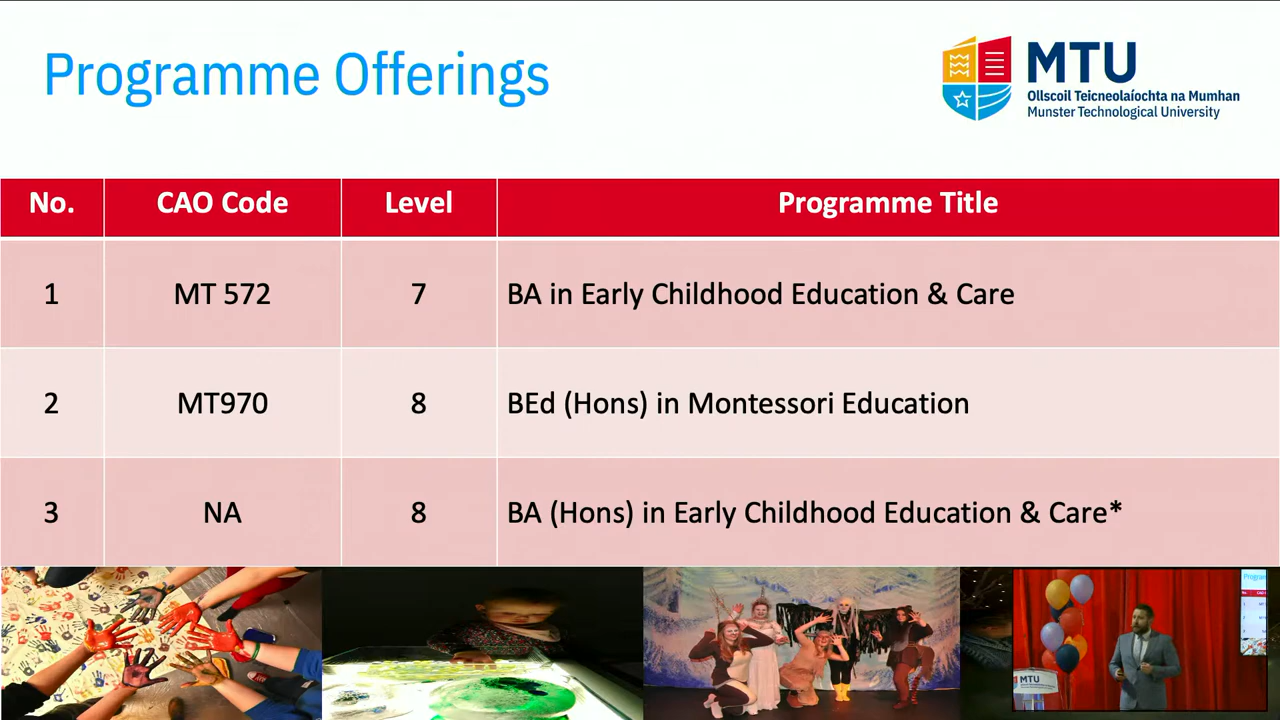 Programme Offerings
MTU
Ollscoil Teicneolaíochta na Mumhan
Munster Technological University
No. CAO Code Level Programme Title
1 MT 572 7 BA in Early Childhood Education & Care
2 MT970 8 BEd (Hons) in Montessori Education
3 NA 8 BA (Hons) in Early Childhood Education & Care*
MTU